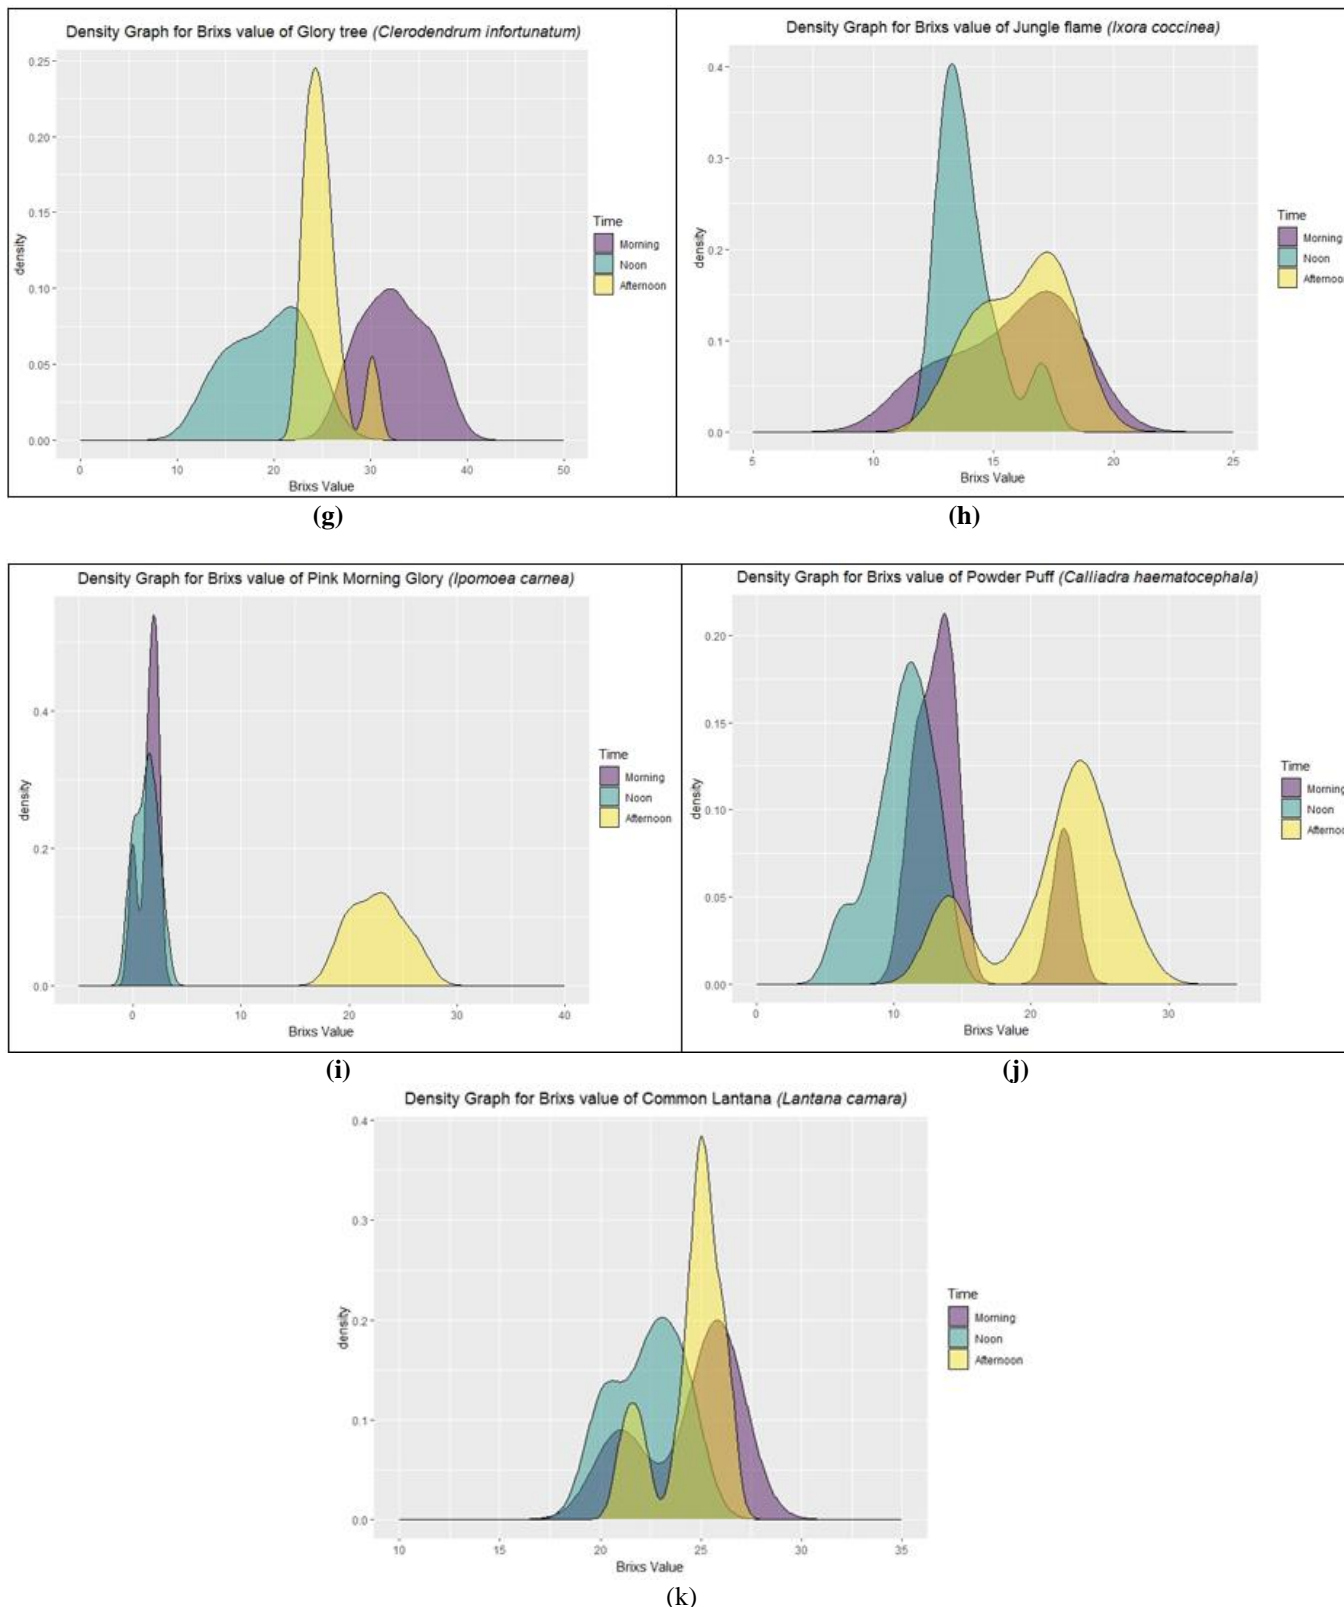 Density Graph for Brixs value of Glory tree (Clerodendrum infortunatum)
0.25
0.20
0.15
0.10
0.05
0.00
density
0 10 20 30 40 50
Brixs Value
Time
Morning
Noon
Afternoon
(g)
Density Graph for Brixs value of Jungle flame (Ixora coccinea)
0.4
0.3
0.2
0.1
0.0
density
5 10 15 20 25
Brixs Value
Time
Morning
Noon
Afternoon
(h)
Density Graph for Brixs value of Pink Morning Glory (Ipomoea carnea)
0.4
0.2
0.0
density
0 10 20 30 40
Brixs Value
Time
Morning
Noon
Afternoon
(i)
Density Graph for Brixs value of Powder Puff (Calliadra haematocephala)
0.20
0.15
0.10
0.05
0.00
density
0 10 20 30
Brixs Value
Time
Morning
Noon
Afternoo
(j)
Density Graph for Brixs value of Common Lantana (Lantana camara)
0.4
0.3
0.2
0.1
0.0
density
10 15 20 25 30 35
Brixs Value
Time
Morning
Noon
Afternoon
(k)